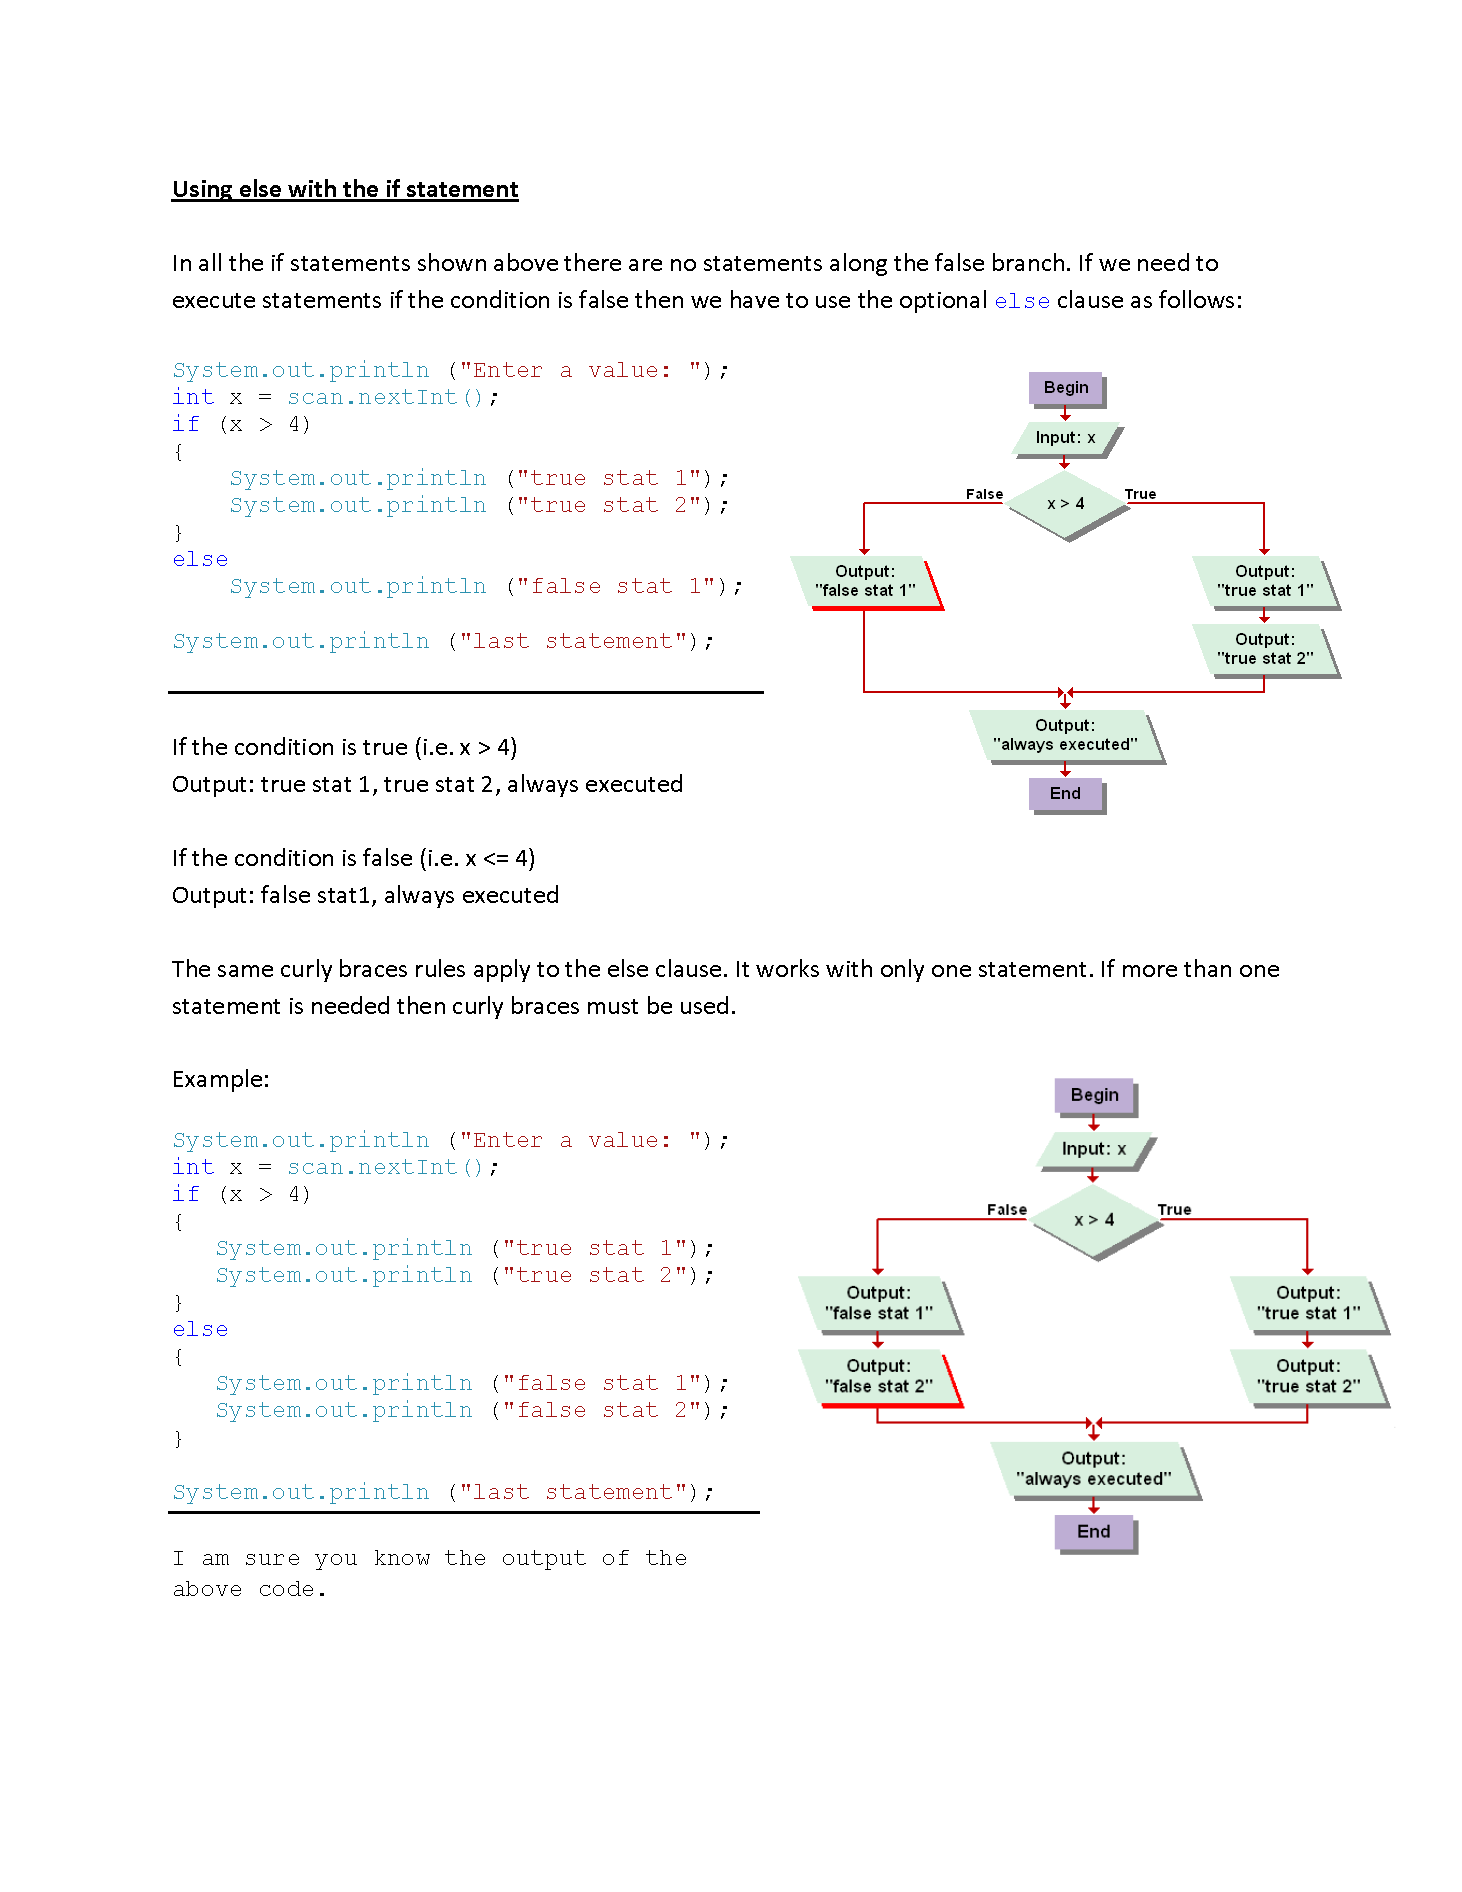 Using else with the if statement
In all the if statements shown above there are no statements along the false branch. If we need to
execute statements if the condition is false then we have to use the optional else clause as follows:
System.out.println ("Enter a value: ");
int x = scan.nextInt();
if (x > 4)
{
    System.out.println ("true stat 1");
    System.out.println ("true stat 2");
}
else
    System.out.println ("false stat 1");
System.out.println ("last statement");
Begin
Input: x
False
x > 4
True
Output:
"false stat 1"
Output:
"true stat 1"
Output:
"true stat 2"
Output:
"always executed"
End
If the condition is true (i.e. x > 4)
Output: true stat 1, true stat 2, always executed
If the condition is false (i.e. x <= 4)
Output: false stat1, always executed
The same curly braces rules apply to the else clause. It works with only one statement. If more than one
statement is needed then curly braces must be used.
Example:
System.out.println ("Enter a value: ");
int x = scan.nextInt();
if (x > 4)
{
   System.out.println ("true stat 1");
   System.out.println ("true stat 2");
}
else
{
   System.out.println ("false stat 1");
   System.out.println ("false stat 2");
}
System.out.println ("last statement");
Begin
Input: x
False
x > 4
True
Output:
"false stat 1"
Output:
"false stat 2"
Output:
"true stat 1"
Output:
"true stat 2"
Output:
"always executed"
End
I am sure you know the output of the
above code.